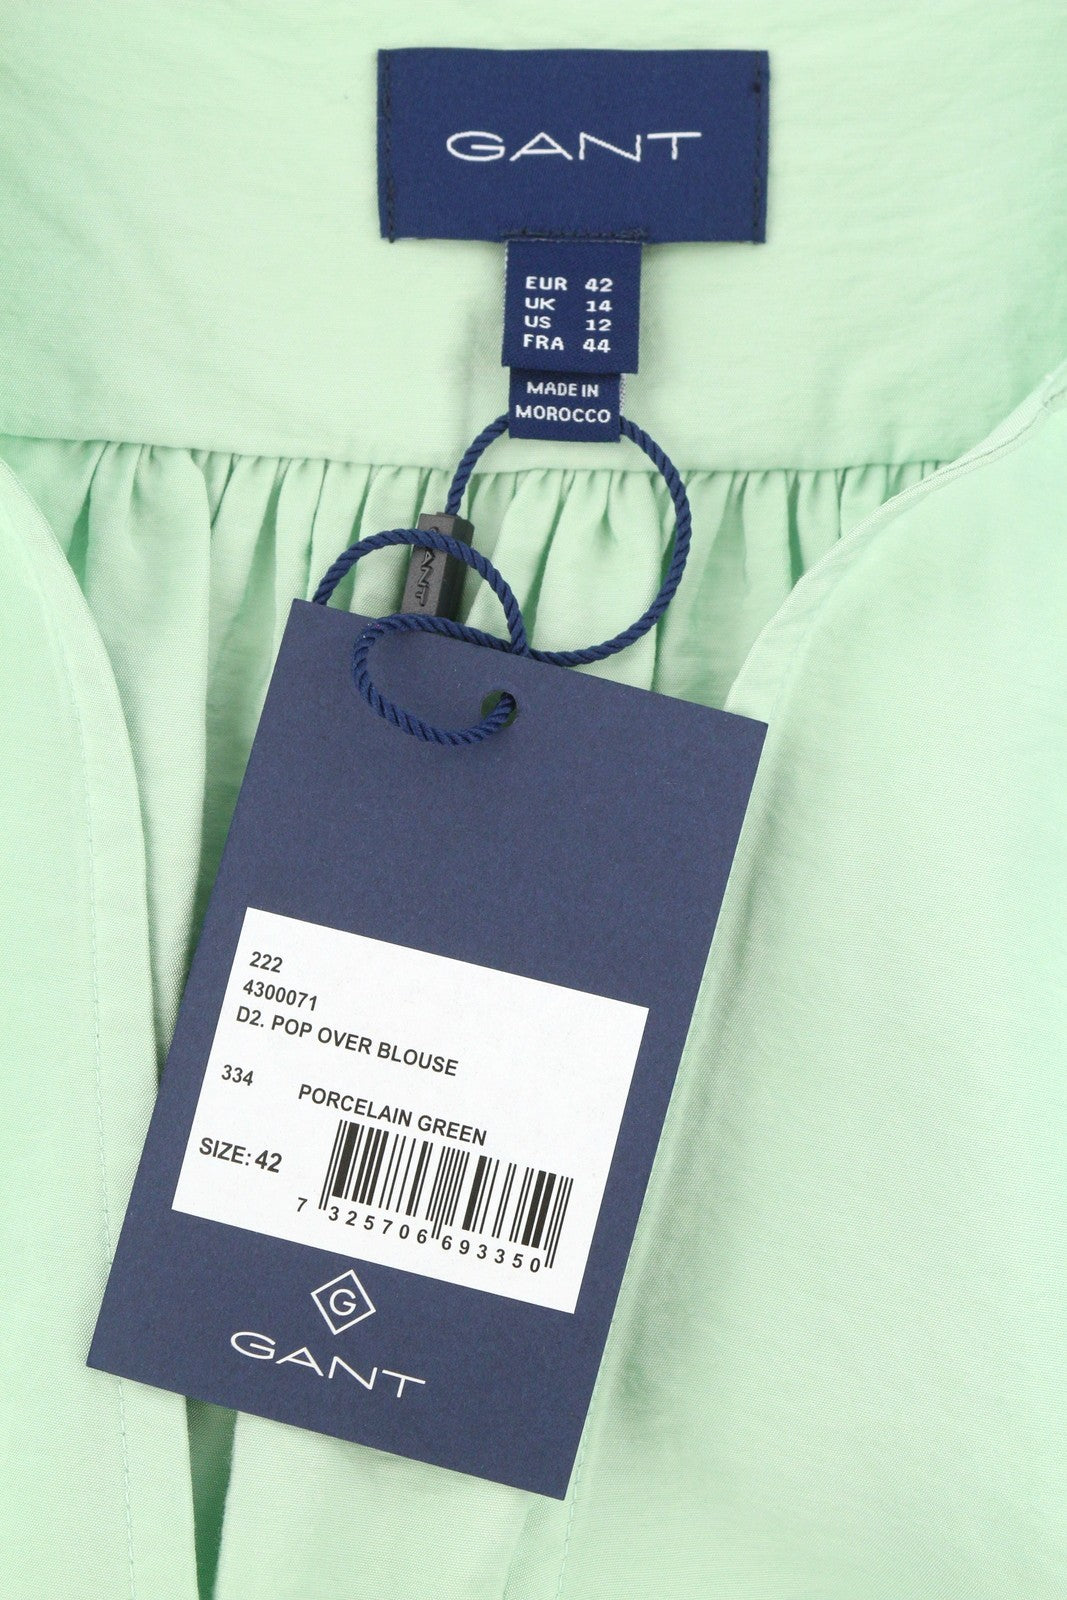 GANT
EUR 42
UK 14
US 12
FRA 44
MADE IN
MOROCCO
GANT
222
4300071
D2. POP OVER BLOUSE
334 PORCELAIN GREEN
SIZE: 42
7 325706 693350
G
GANT